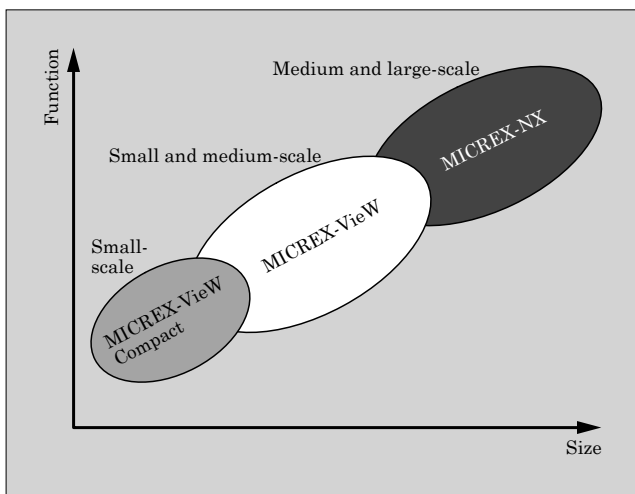 Function
Medium and large-scale
MICREX-NX
Small and medium-scale
MICREX-VieW
Small-
scale
MICREX-VieW
Compact
Size